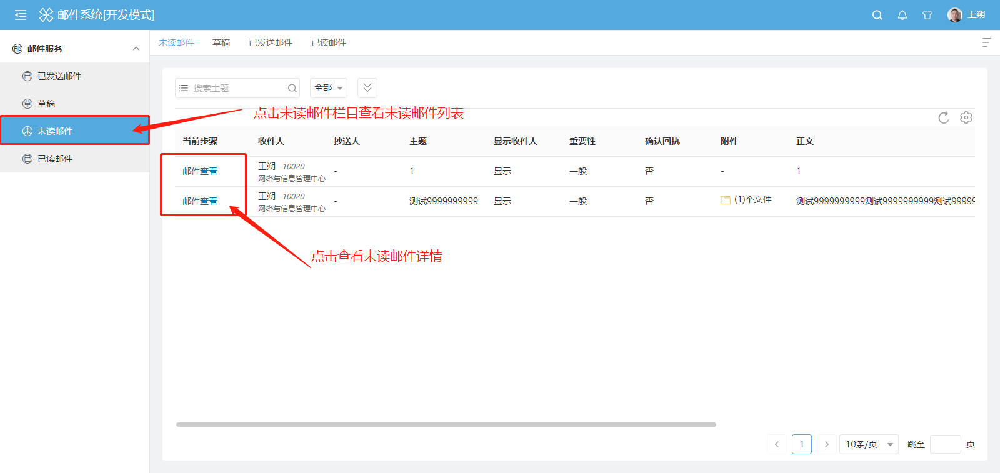 邮件系统[开发模式]
王朔
邮 邮件服务
未读邮件 草稿 已发送邮件 已读邮件
已 已发送邮件
草 草稿
未 未读邮件
已 已读邮件
搜索主题 全部
点击未读邮件栏目查看未读邮件列表
当前步骤 收件人 抄送人 主题 显示收件人 重要性 确认回执 附件 正文
邮件查看 王朔 10020 - 1 显示 一般 否 - 1
网络与信息管理中心
邮件查看 王朔 10020 - 测试9999999999 显示 一般 否 (1)个文件 测试9999999999测试9999999999测试99999
网络与信息管理中心
点击查看未读邮件详情
1 10条/页 跳至 页